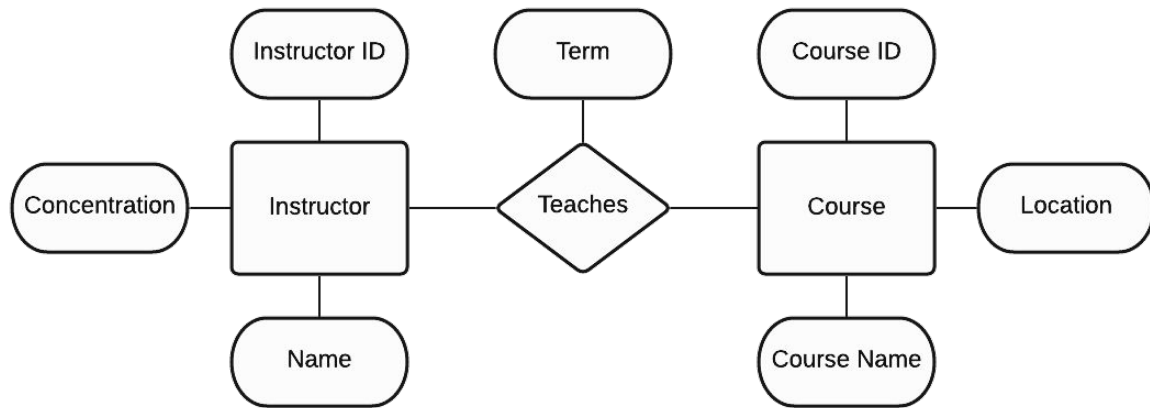 Instructor ID
Term
Course ID
Concentration
Instructor
Teaches
Course
Location
Name
Course Name